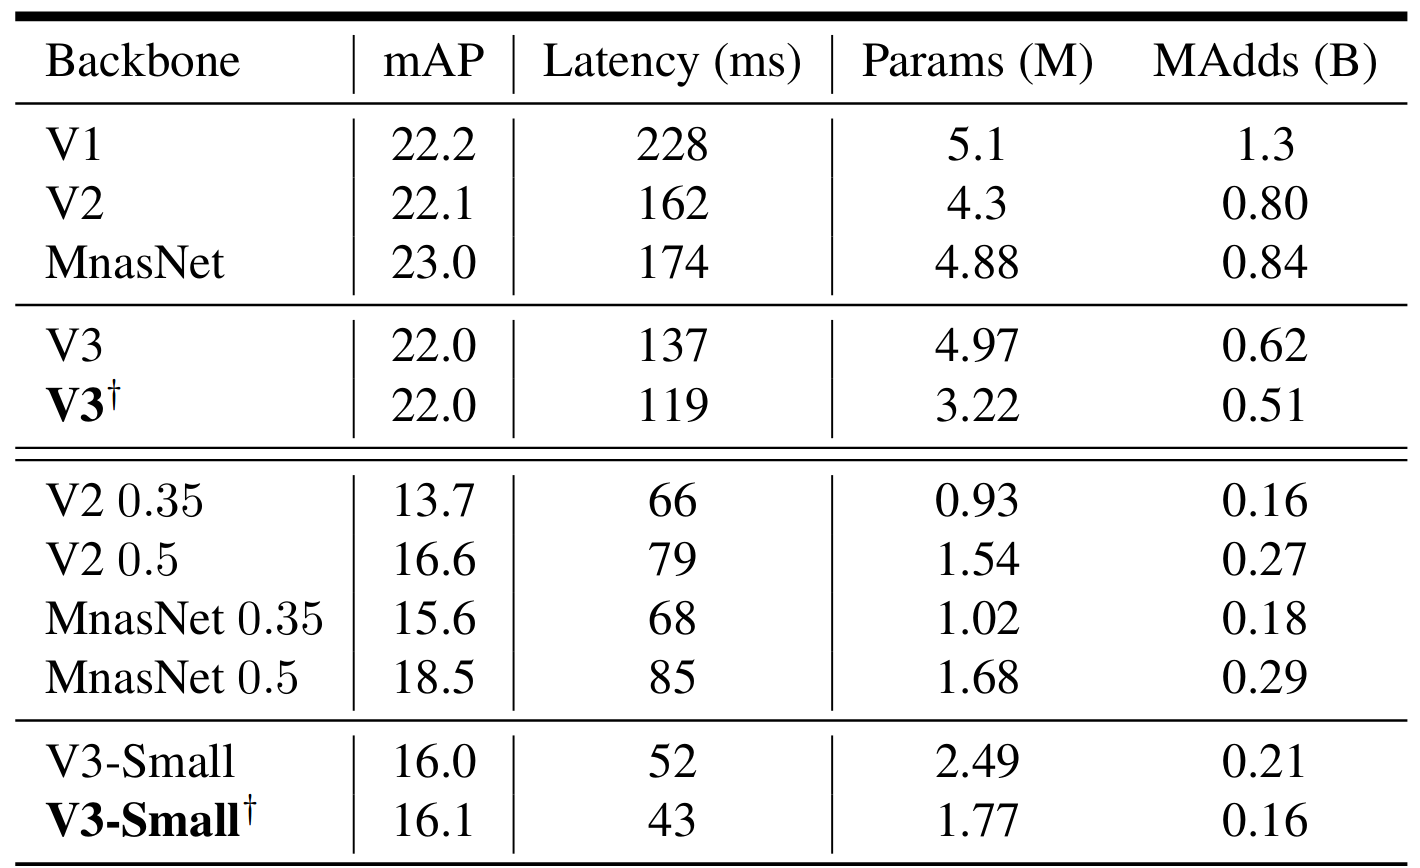 Backbone mAP Latency (ms) Params (M) MAdds (B)
V1 22.2 228 5.1 1.3
V2 22.1 162 4.3 0.80
MnasNet 23.0 174 4.88 0.84
V3 22.0 137 4.97 0.62
V3† 22.0 119 3.22 0.51
V2 0.35 13.7 66 0.93 0.16
V2 0.5 16.6 79 1.54 0.27
MnasNet 0.35 15.6 68 1.02 0.18
MnasNet 0.5 18.5 85 1.68 0.29
V3-Small 16.0 52 2.49 0.21
V3-Small† 16.1 43 1.77 0.16